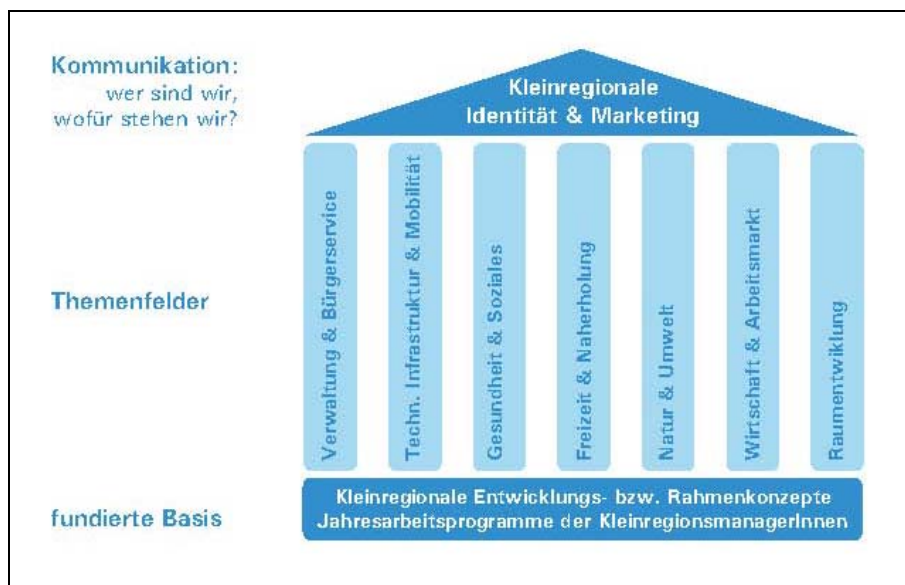 Kommunikation:
wer sind wir,
wofür stehen wir?
Kleinregionale
Identität & Marketing
Themenfelder
Verwaltung & Bürgerservice
Techn. Infrastruktur & Mobilität
Gesundheit & Soziales
Freizeit & Naherholung
Natur & Umwelt
Wirtschaft & Arbeitsmarkt
Raumentwiklung
fundierte Basis
Kleinregionale Entwicklungs- bzw. Rahmenkonzepte
Jahresarbeitsprogramme der KleinregionsmanagerInnen